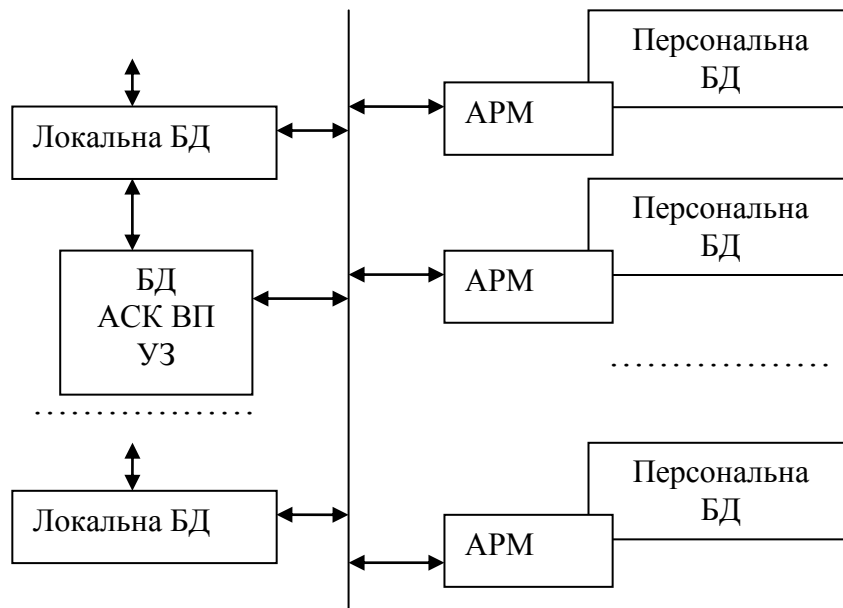 Персональна
БД
АРМ
Локальна БД
Персональна
БД
АРМ
БД
АСК ВП
УЗ
Персональна
БД
Локальна БД
АРМ